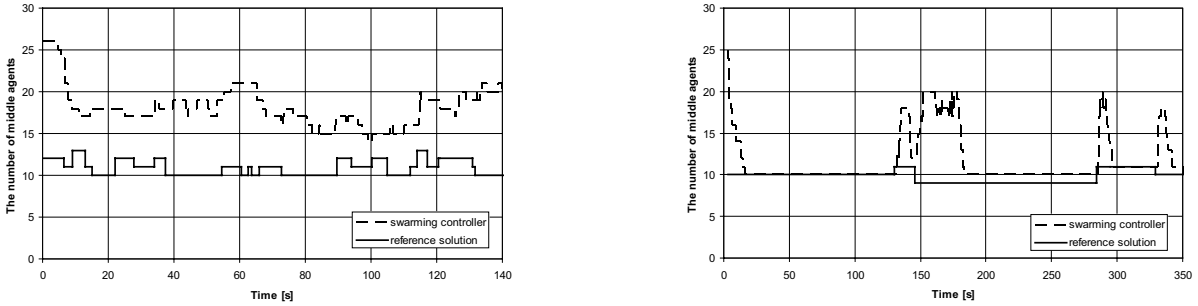 The number of middle agents
30
25
20
15
10
5
0
0 20 40 60 80 100 120 140
Time [s]
swarming controller
reference solution
The number of middle agents
30
25
20
15
10
5
0
0 50 100 150 200 250 300 350
Time [s]
swarming controller
reference solution